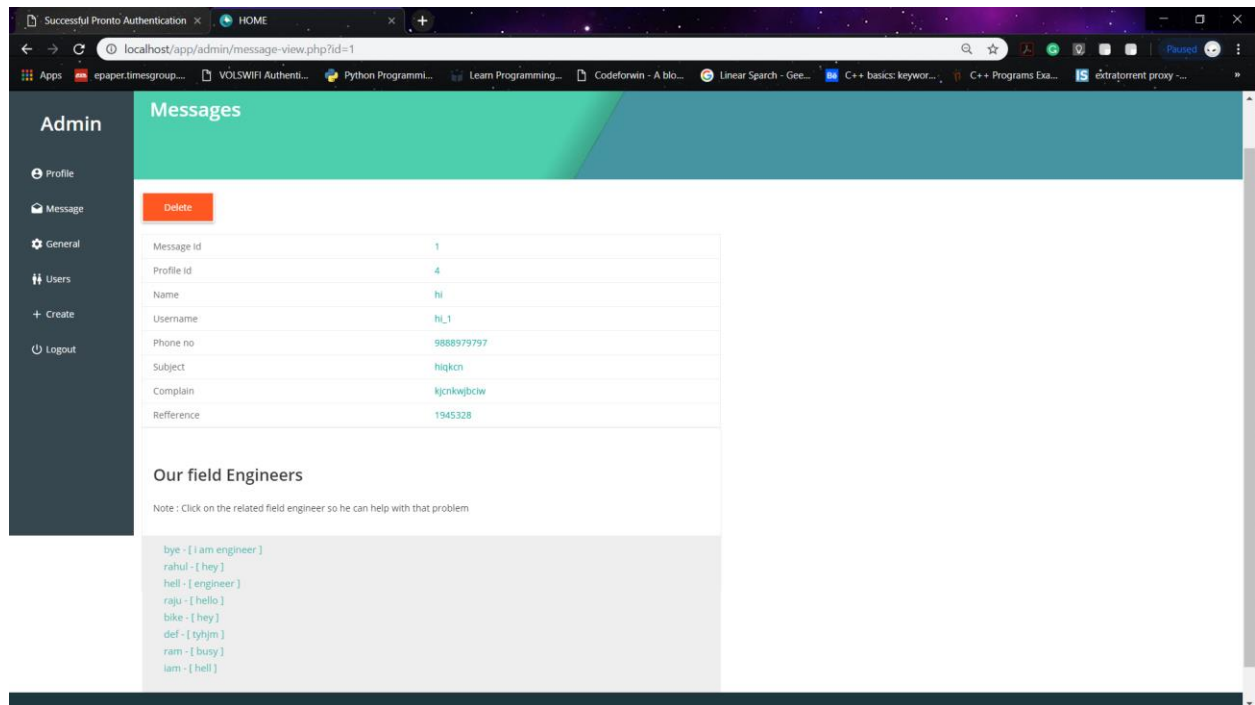 Successful Pronto Authentication
HOME
localhost/app/admin/message-view.php?id=1
Paused
Apps
epaper.timesgroup....
VOLSWIFI Authenti...
Python Programmi...
Learn Programming...
Codeforwin - A blo...
Linear Search - Gee...
C++ basics: keywor...
C++ Programs Exa...
extratorrent proxy -...
Admin
Profile
Message
General
Users
+ Create
Logout
Messages
Delete
Message Id 1
Profile Id 4
Name hi
Username hi_1
Phone no 9888979797
Subject hiqkcn
Complain kjcnkwjbciw
Refference 1945328
Our field Engineers
Note : Click on the related field engineer so he can help with that problem
bye - [ i am engineer ]
rahul - [ hey ]
hell - [ engineer ]
raju - [ hello ]
bike - [ hey ]
def - [ tyhjm ]
ram - [ busy ]
iam - [ hell ]